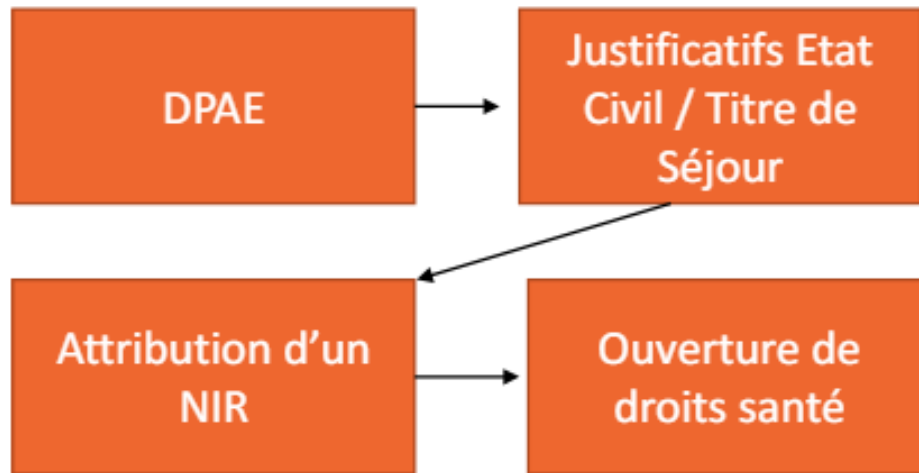 DPAE
Justificatifs Etat
Civil / Titre de
Séjour
Attribution d’un
NIR
Ouverture de
droits santé